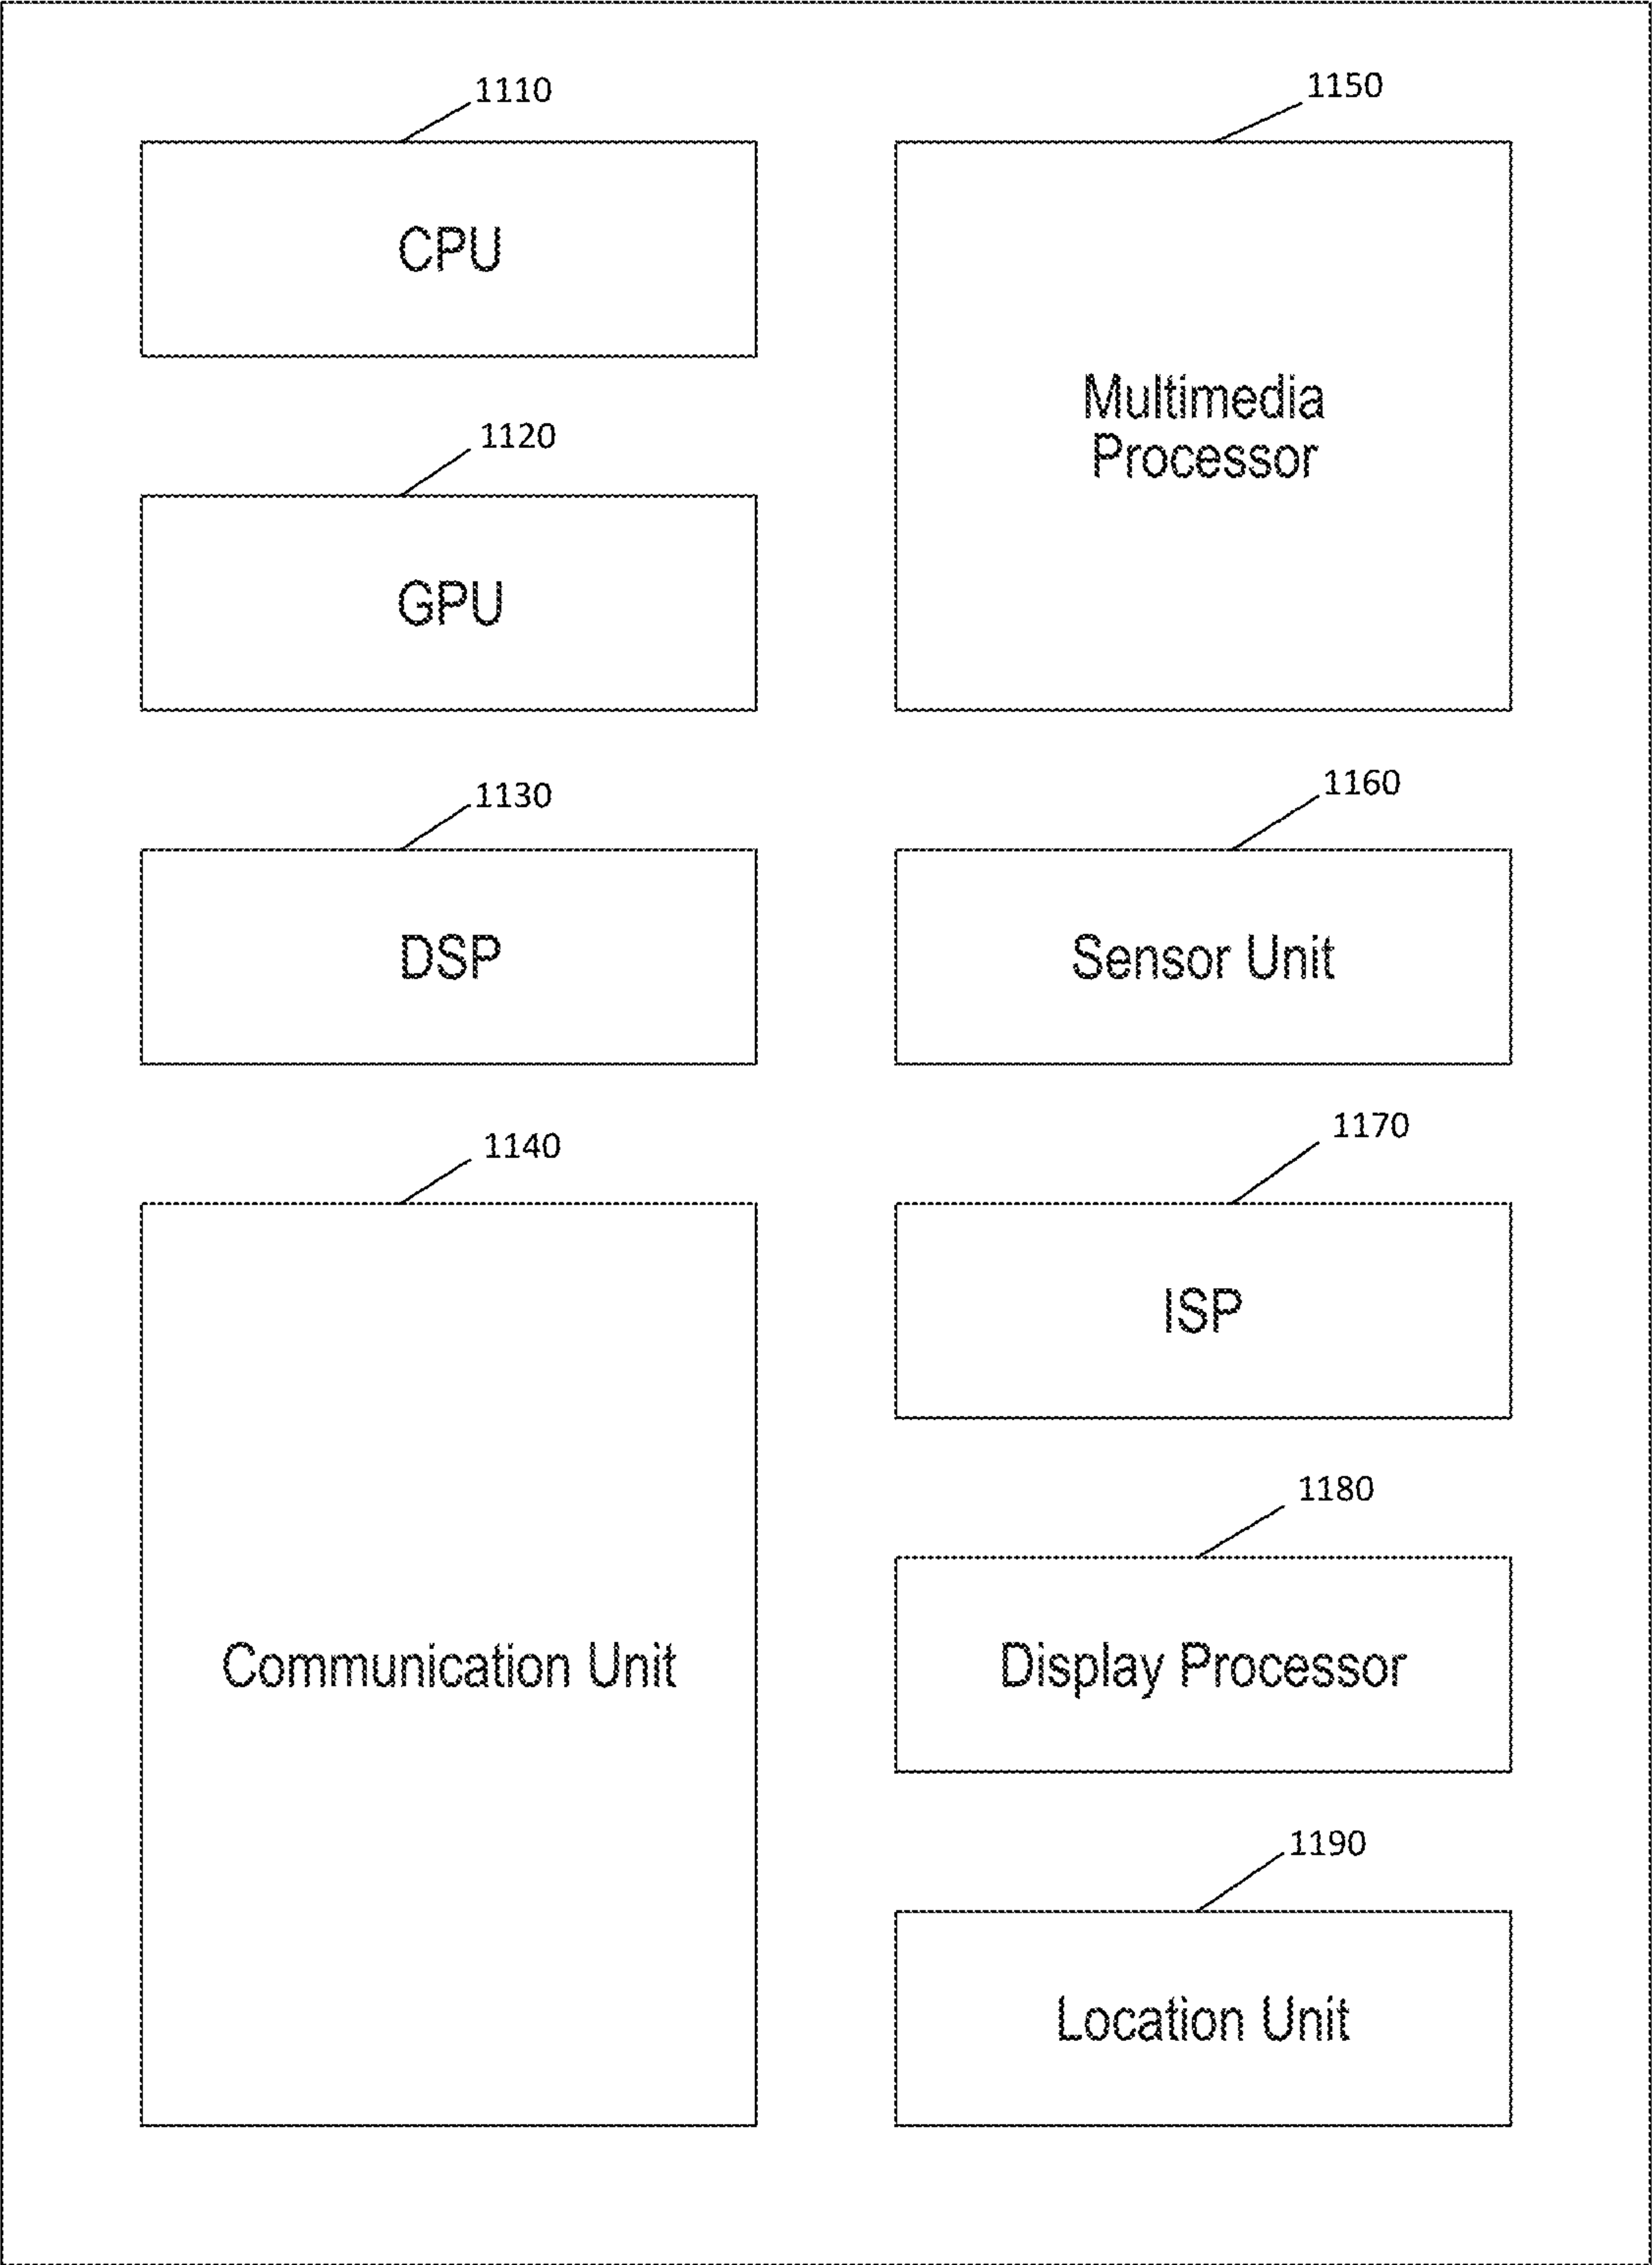 1110
CPU
1120
GPU
1130
DSP
1140
Communication Unit
1150
Multimedia
Processor
1160
Sensor Unit
1170
ISP
1180
Display Processor
1190
Location Unit